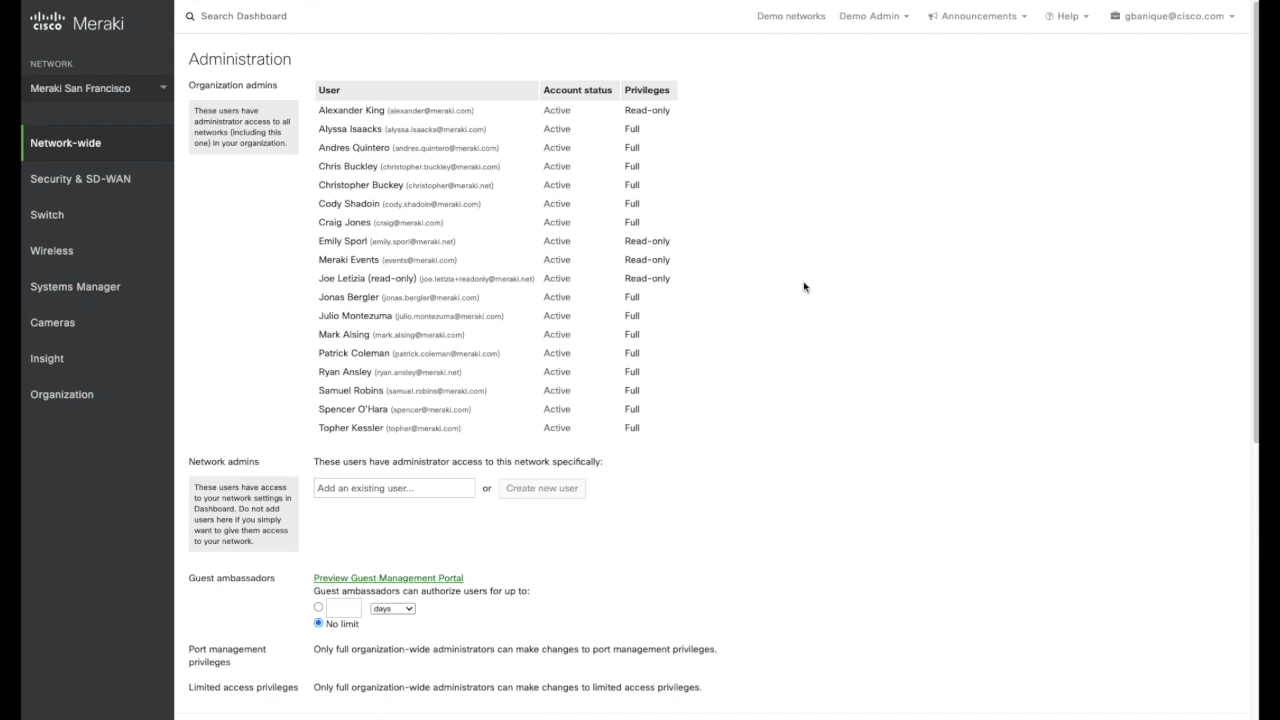 cisco Meraki
Search Dashboard
Demo networks
Demo Admin
Announcements
Help
gbanique@cisco.com
NETWORK
Meraki San Francisco
Network-wide
Security & SD-WAN
Switch
Wireless
Systems Manager
Cameras
Insight
Organization
Administration
Organization admins
These users have
administrator access to all
networks (including this
one) in your organization.
User Account status Privileges
Alexander King (alexander@meraki.com) Active Read-only
Alyssa Isaacks (alyssa.isaacks@meraki.com) Active Full
Andres Quintero (andres.quintero@meraki.com) Active Full
Chris Buckley (christopher.buckley@meraki.com) Active Full
Christopher Buckey (christopher@meraki.net) Active Full
Cody Shadoin (cody.shadoin@meraki.com) Active Full
Craig Jones (craig@meraki.com) Active Full
Emily Sporl (emily.sporl@meraki.net) Active Read-only
Meraki Events (events@meraki.com) Active Read-only
Joe Letizia (read-only) (joe.letizia+readonly@meraki.net) Active Read-only
Jonas Bergler (jonas.bergler@meraki.com) Active Full
Julio Montezuma (julio.montezuma@meraki.com) Active Full
Mark Alsing (mark.alsing@meraki.com) Active Full
Patrick Coleman (patrick.coleman@meraki.com) Active Full
Ryan Ansley (ryan.ansley@meraki.net) Active Full
Samuel Robins (samuel.robins@meraki.com) Active Full
Spencer O'Hara (spencer@meraki.com) Active Full
Topher Kessler (topher@meraki.com) Active Full
Network admins
These users have administrator access to this network specifically:
These users have access
to your network settings in
Dashboard. Do not add
users here if you simply
want to give them access
to your network.
Add an existing user... or Create new user
Guest ambassadors
Preview Guest Management Portal
Guest ambassadors can authorize users for up to:
days
No limit
Port management
privileges
Only full organization-wide administrators can make changes to port management privileges.
Limited access privileges
Only full organization-wide administrators can make changes to limited access privileges.